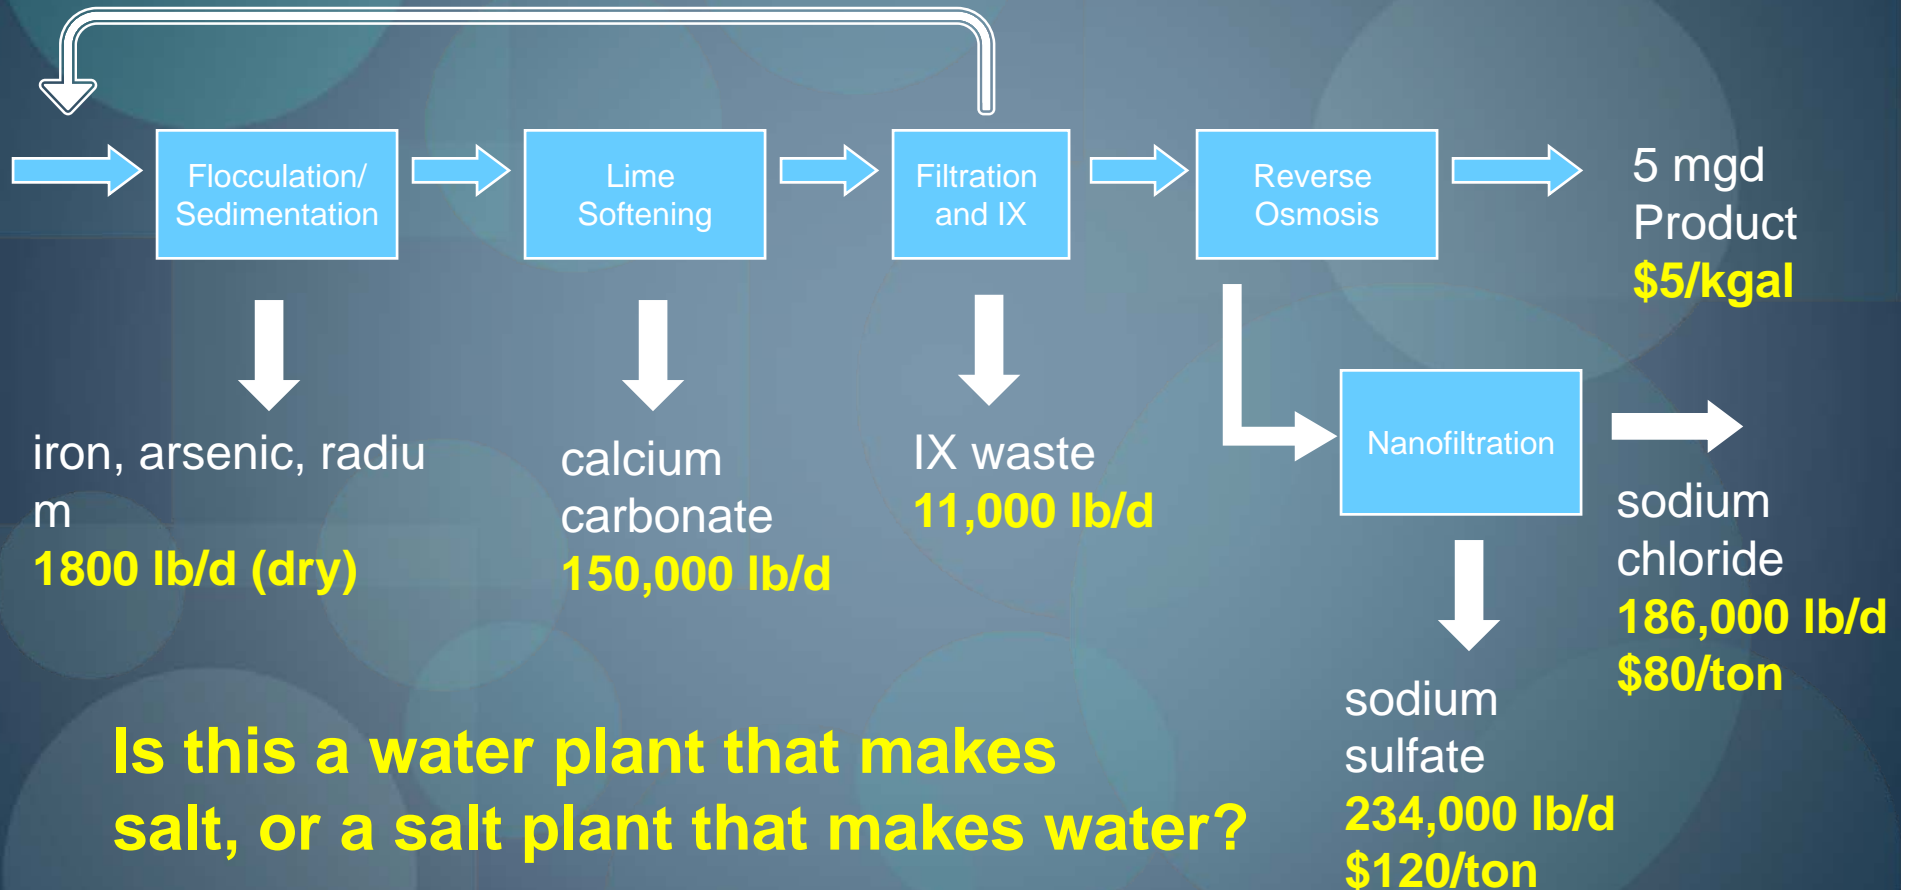 Flocculation/
Sedimentation
Lime
Softening
Filtration
and IX
Reverse
Osmosis
5 mgd
Product
$5/kgal
iron, arsenic, radiu
m
1800 lb/d (dry)
calcium
carbonate
150,000 lb/d
IX waste
11,000 lb/d
Nanofiltration
sodium
chloride
186,000 lb/d
$80/ton
sodium
sulfate
234,000 lb/d
$120/ton
Is this a water plant that makes
salt, or a salt plant that makes water?